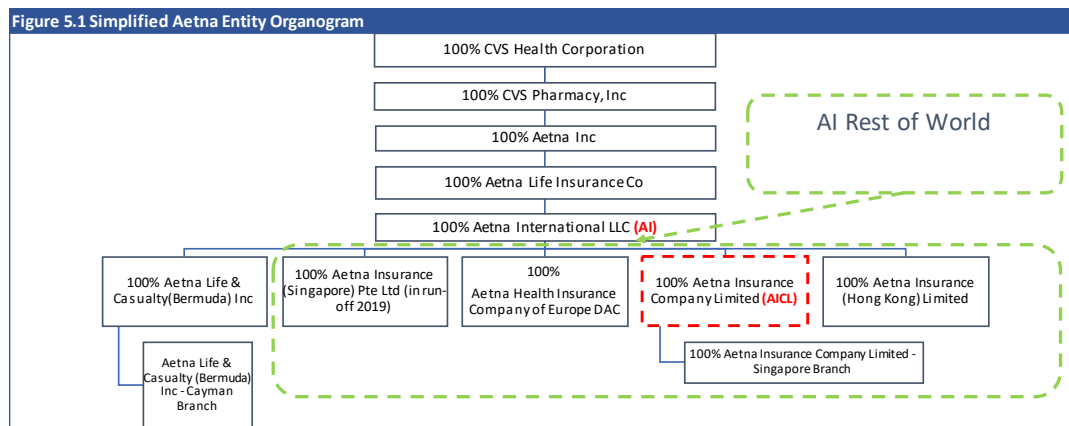 Figure 5.1 Simplified Aetna Entity Organogram
100% CVS Health Corporation
100% CVS Pharmacy, Inc
100% Aetna Inc
100% Aetna Life Insurance Co
100% Aetna International LLC (AI)
AI Rest of World
100% Aetna Life &
Casualty(Bermuda) Inc
100% Aetna Insurance
(Singapore) Pte Ltd (in run-
off 2019)
100%
Aetna Health Insurance
Company of Europe DAC
100% Aetna Insurance
Company Limited (AICL)
100% Aetna Insurance
(Hong Kong) Limited
Aetna Life &
Casualty (Bermuda)
Inc - Cayman
Branch
100% Aetna Insurance Company Limited -
Singapore Branch